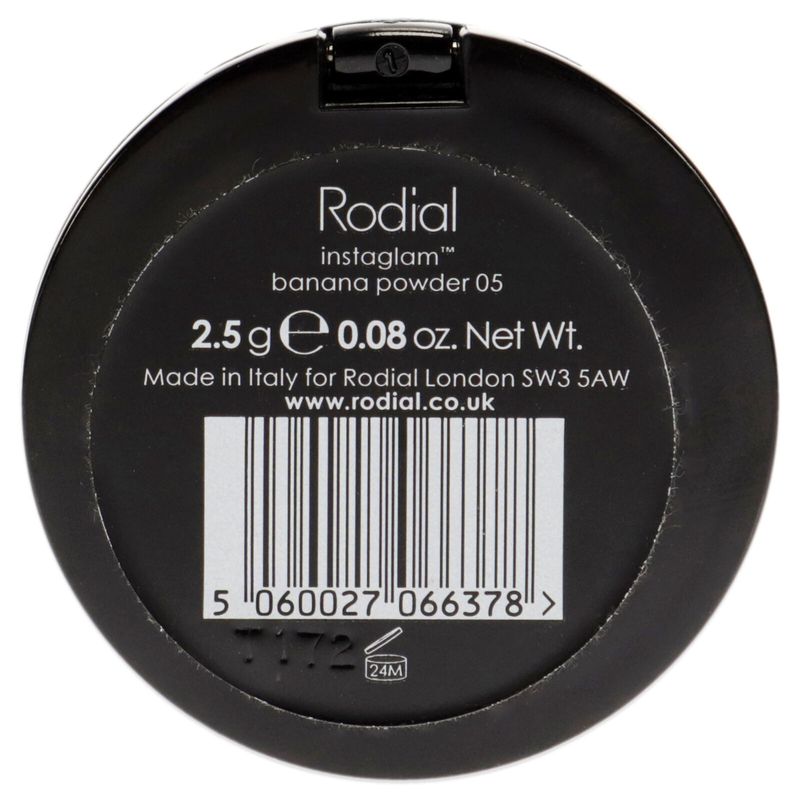 Rodial
instaglam™
banana powder 05
2.5 g ℮ 0.08 oz. Net Wt.
Made in Italy for Rodial London SW3 5AW
www.rodial.co.uk
5 060027 066378 >
T172
24M